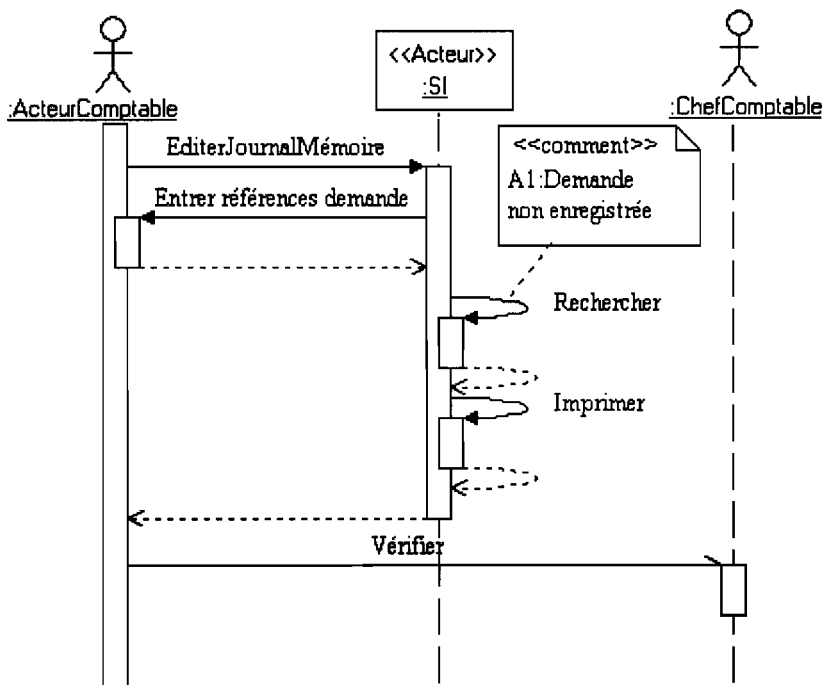 <<Acteur>>
:SI
:ActeurComptable
:ChefComptable
EditerJournalMémoire
<<comment>>
A1:Demande
non enregistrée
Entrer références demande
Rechercher
Imprimer
Vérifier